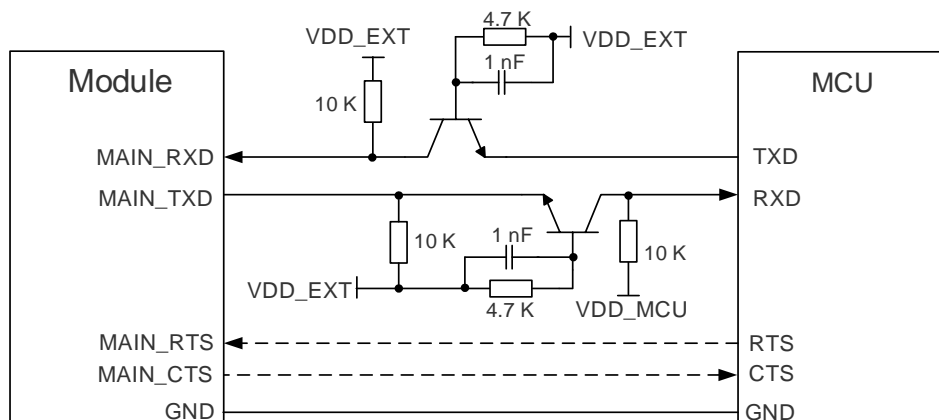 4.7 K
VDD_EXT
VDD_EXT
Module
1 nF
MCU
10 K
MAIN_RXD
TXD
MAIN_TXD
RXD
10 K
1 nF
10 K
VDD_EXT
4.7 K
VDD_MCU
MAIN_RTS
RTS
MAIN_CTS
CTS
GND
GND